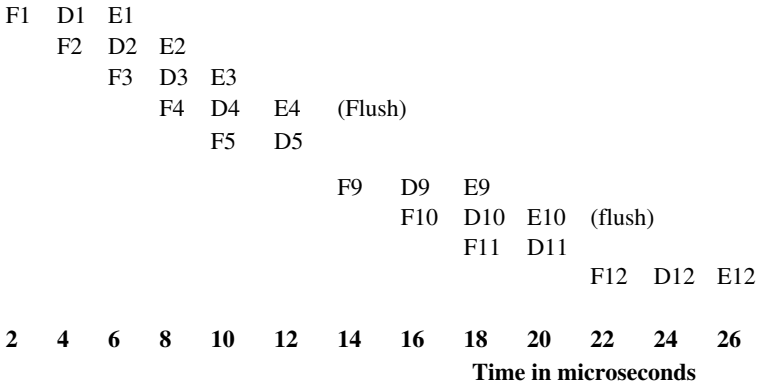 F1 D1 E1
F2 D2 E2
F3 D3 E3
F4 D4 E4 (Flush)
F5 D5
F9 D9 E9
F10 D10 E10 (flush)
F11 D11
F12 D12 E12
2 4 6 8 10 12 14 16 18 20 22 24 26
Time in microseconds